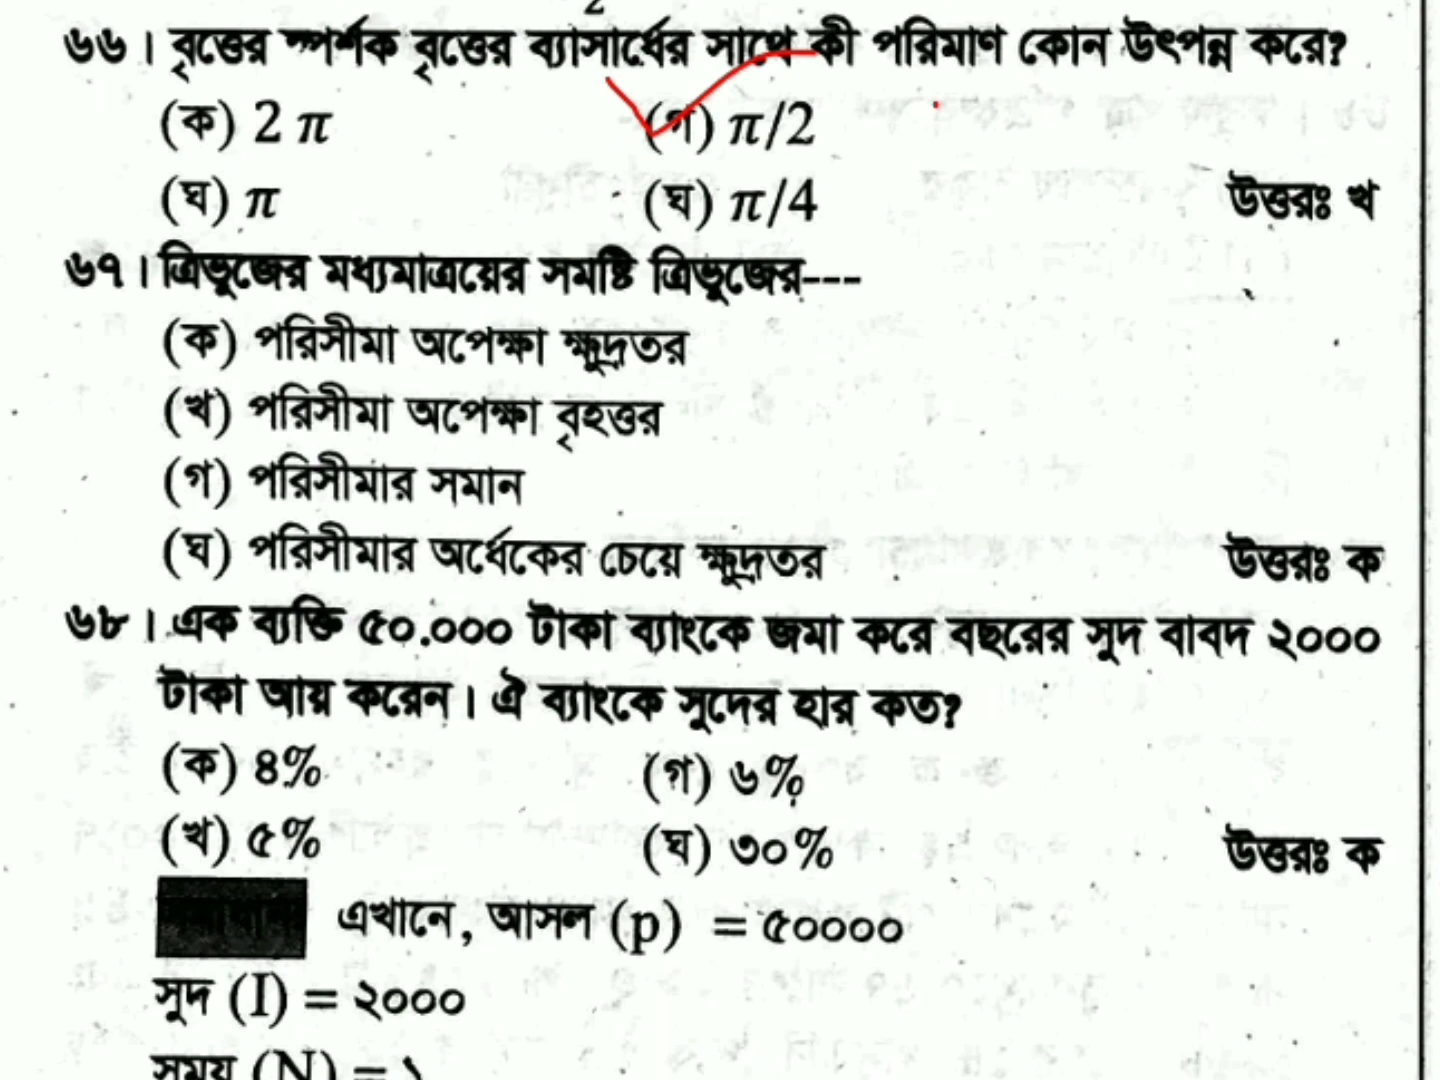 ৬৬। বৃত্তের স্পর্শক বৃত্তের ব্যাসার্ধের সাথে কী পরিমাণ কোন উৎপন্ন করে?
(ক) 2 π (গ) π/2
(ঘ) π (ঘ) π/4 উত্তরঃ খ
৬৭। ত্রিভুজের মধ্যমাত্রয়ের সমষ্টি ত্রিভুজের---
(ক) পরিসীমা অপেক্ষা ক্ষুদ্রতর
(খ) পরিসীমা অপেক্ষা বৃহত্তর
(গ) পরিসীমার সমান
(ঘ) পরিসীমার অর্ধেকের চেয়ে ক্ষুদ্রতর উত্তরঃ ক
৬৮। এক ব্যক্তি ৫০.০০০ টাকা ব্যাংকে জমা করে বছরের সুদ বাবদ ২০০০
টাকা আয় করেন। ঐ ব্যাংকে সুদের হার কত?
(ক) ৪% (গ) ৬%
(খ) ৫% (ঘ) ৩০% উত্তরঃ ক
এখানে, আসল (p) = ৫০০০০
সুদ (I) = ২০০০
সময় (N) = ১